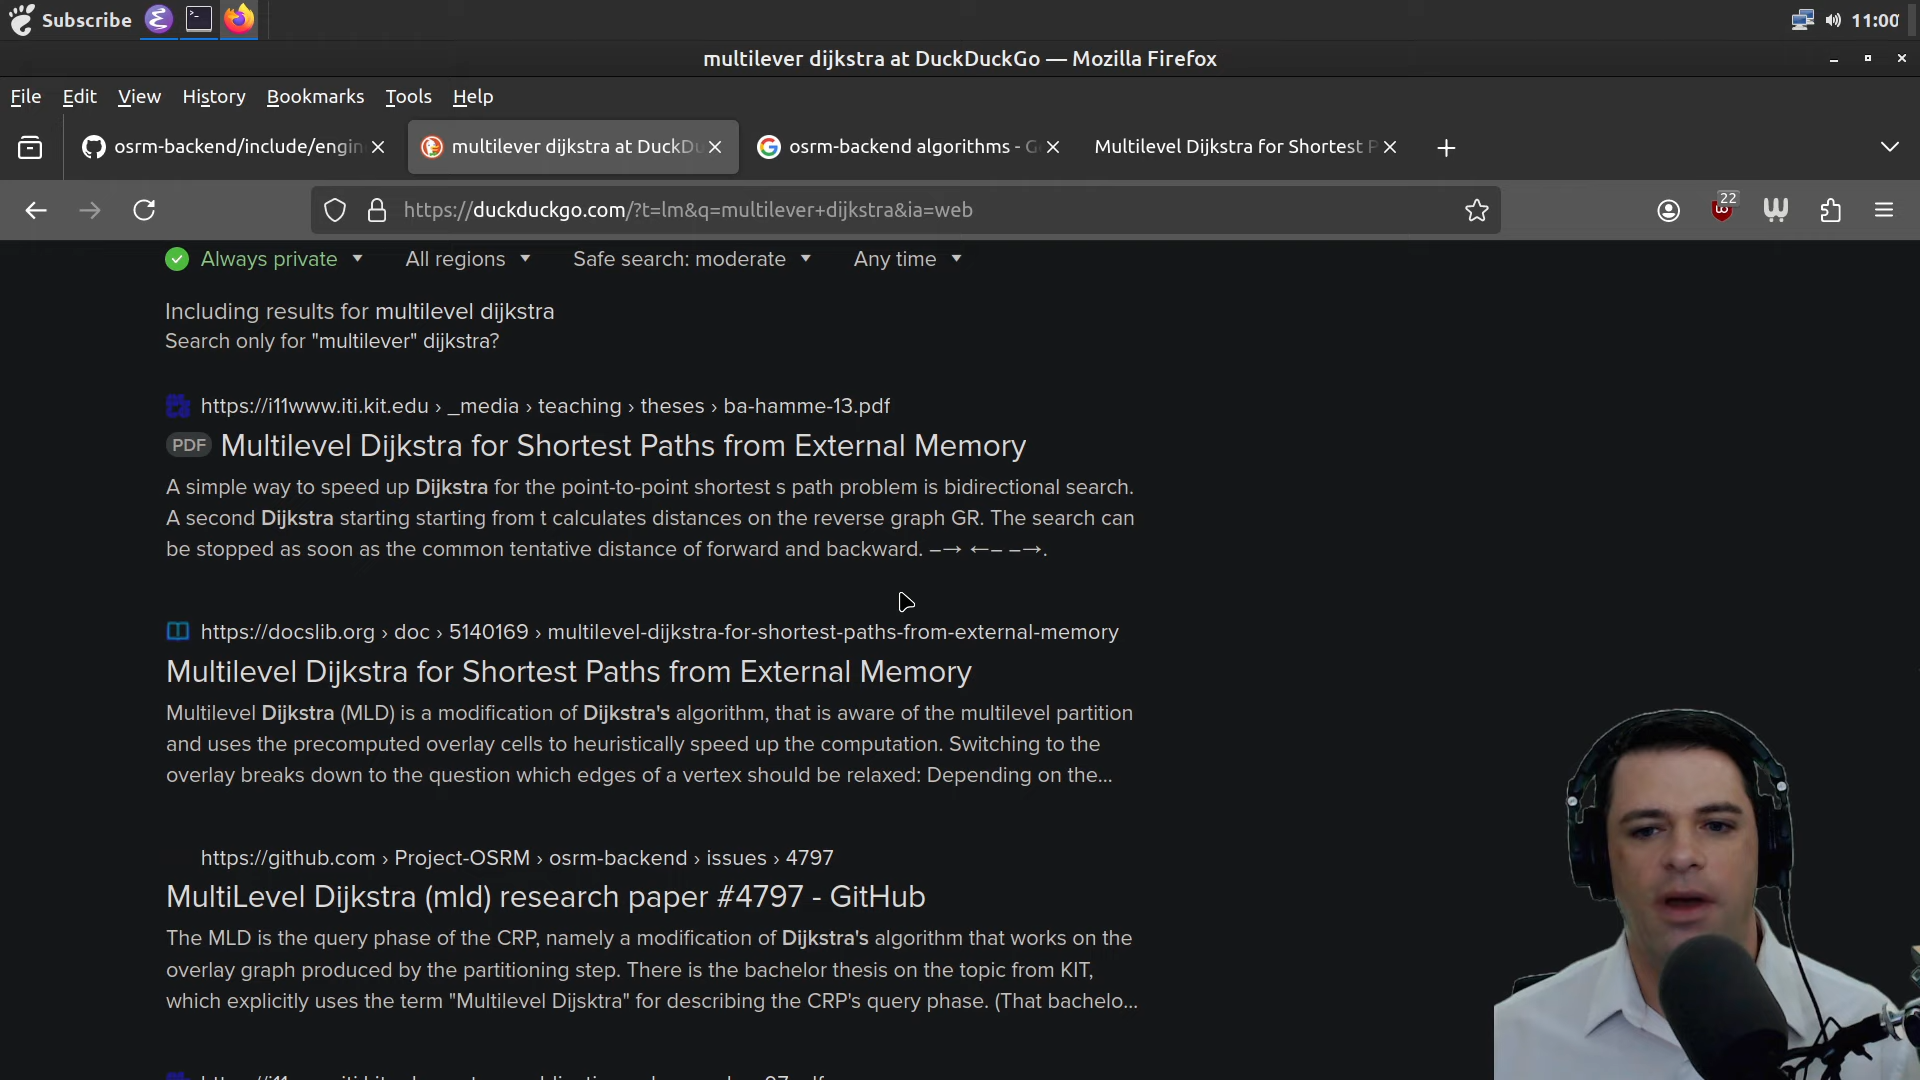 Subscribe
11:00
multilever dijkstra at DuckDuckGo — Mozilla Firefox
File Edit View History Bookmarks Tools Help
osrm-backend/include/engin
multilever dijkstra at DuckDu
osrm-backend algorithms - Go
Multilevel Dijkstra for Shortest P
https://duckduckgo.com/?t=lm&q=multilever+dijkstra&ia=web
22
Always private All regions Safe search: moderate Any time
Including results for multilevel dijkstra
Search only for "multilever" dijkstra?
https://i11www.iti.kit.edu › _media › teaching › theses › ba-hamme-13.pdf
PDF Multilevel Dijkstra for Shortest Paths from External Memory
A simple way to speed up Dijkstra for the point-to-point shortest s path problem is bidirectional search.
A second Dijkstra starting starting from t calculates distances on the reverse graph GR. The search can
be stopped as soon as the common tentative distance of forward and backward. −→ ←− −→.
https://docslib.org › doc › 5140169 › multilevel-dijkstra-for-shortest-paths-from-external-memory
Multilevel Dijkstra for Shortest Paths from External Memory
Multilevel Dijkstra (MLD) is a modification of Dijkstra's algorithm, that is aware of the multilevel partition
and uses the precomputed overlay cells to heuristically speed up the computation. Switching to the
overlay breaks down to the question which edges of a vertex should be relaxed: Depending on the...
https://github.com › Project-OSRM › osrm-backend › issues › 4797
MultiLevel Dijkstra (mld) research paper #4797 - GitHub
The MLD is the query phase of the CRP, namely a modification of Dijkstra's algorithm that works on the
overlay graph produced by the partitioning step. There is the bachelor thesis on the topic from KIT,
which explicitly uses the term "Multilevel Dijsktra" for describing the CRP's query phase. (That bachelo...